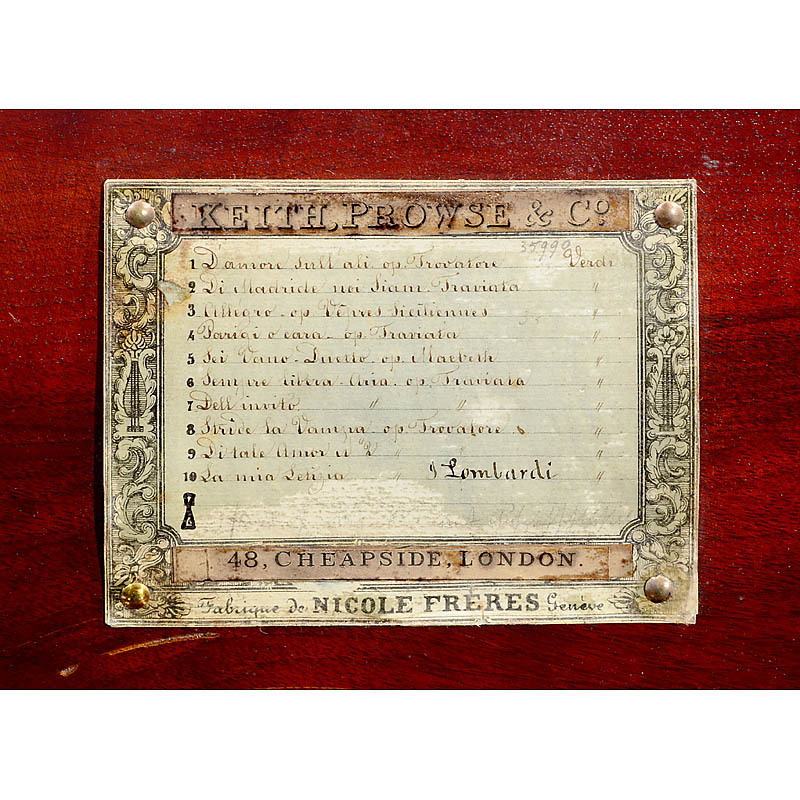 KEITH, PROWSE & Co.
35990
1 D'amore sull' ali. op. Trovatore Verdi
2 Di Madride noi Siam Traviata "
3 Allegro - op Vepres Siciliennes "
4 Parigi o cara - op. Traviata "
5 Sei Vano - Duetto op. Macbeth "
6 Sempre libera - Aria. op. Traviata "
7 Dell' invito " " "
8 Stride la Vampa op. Trovatore "
9 Di tale Amor " " "
10 La mia Letizia " I Lombardi "
48, CHEAPSIDE, LONDON.
Fabrique de NICOLE FRÈRES Genève